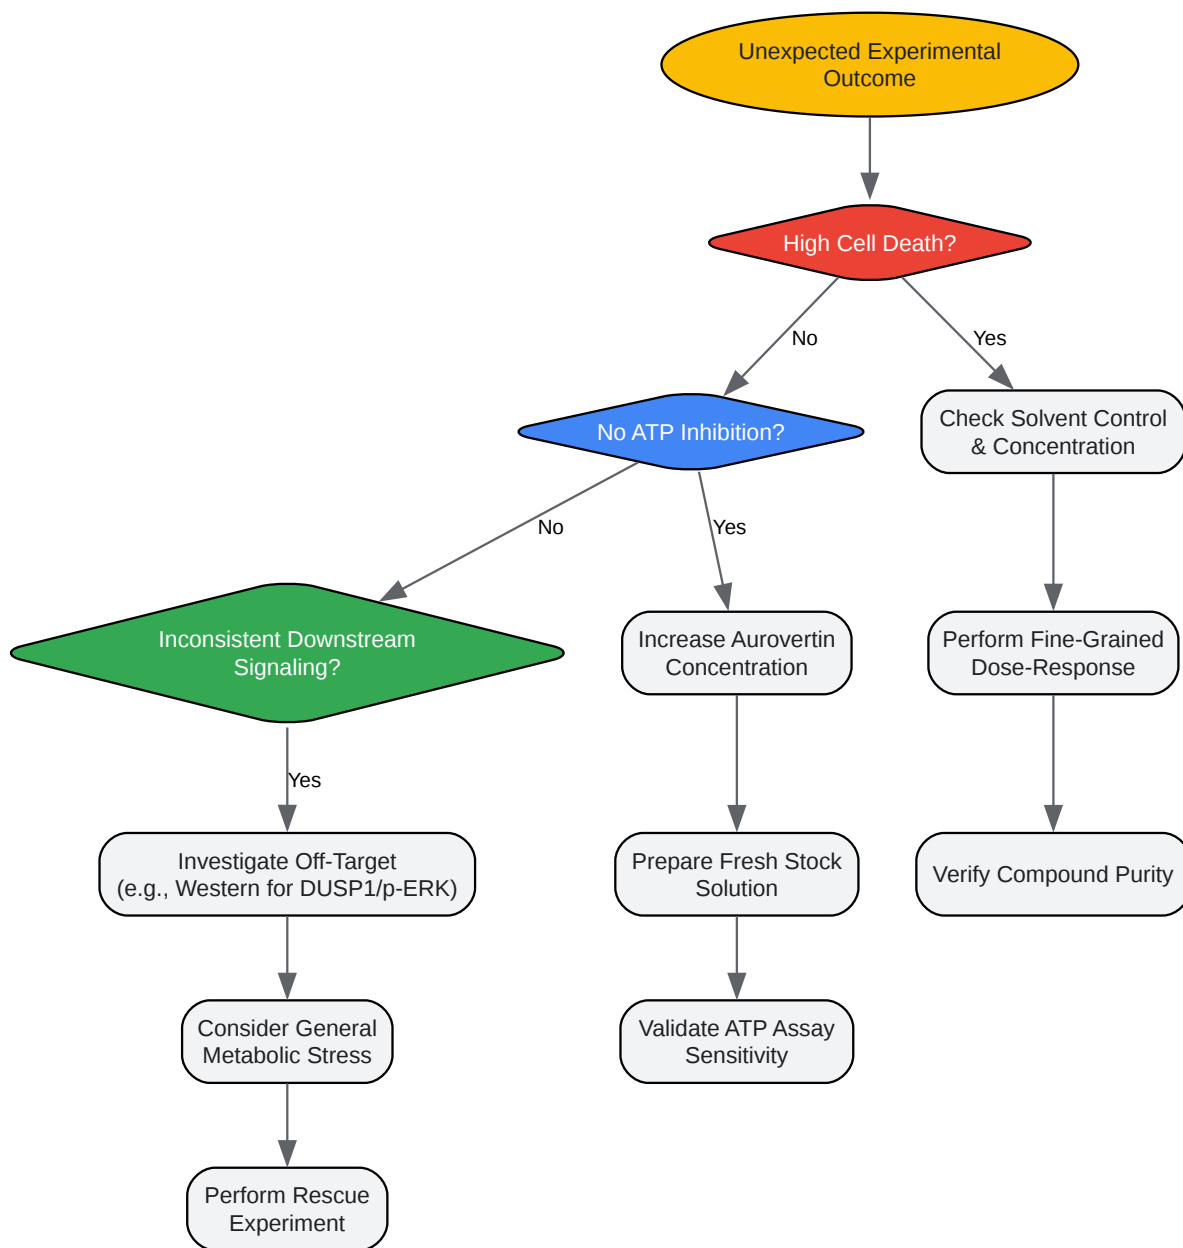 Unexpected Experimental
Outcome
High Cell Death?
No
Yes
No ATP Inhibition?
Check Solvent Control
& Concentration
No
Yes
Inconsistent Downstream
Signaling?
Increase Aurovertin
Concentration
Perform Fine-Grained
Dose-Response
Yes
Investigate Off-Target
(e.g., Western for DUSP1/p-ERK)
Prepare Fresh Stock
Solution
Verify Compound Purity
Consider General
Metabolic Stress
Validate ATP Assay
Sensitivity
Perform Rescue
Experiment